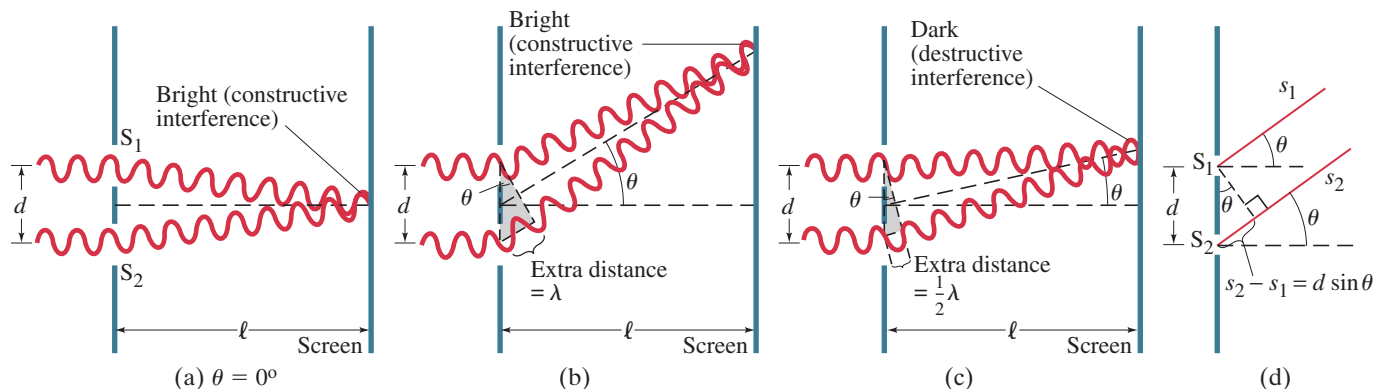 Bright (constructive
interference)
S1
d
S2
ℓ
Screen
(a) θ = 0°
Bright
(constructive
interference)
θ
d
θ
Extra distance
= λ
ℓ
Screen
(b)
Dark
(destructive
interference)
θ
d
θ
Extra distance
= 1/2 λ
ℓ
Screen
(c)
s1
θ
S1
s2
d
θ
θ
S2
s2 − s1 = d sin θ
(d)